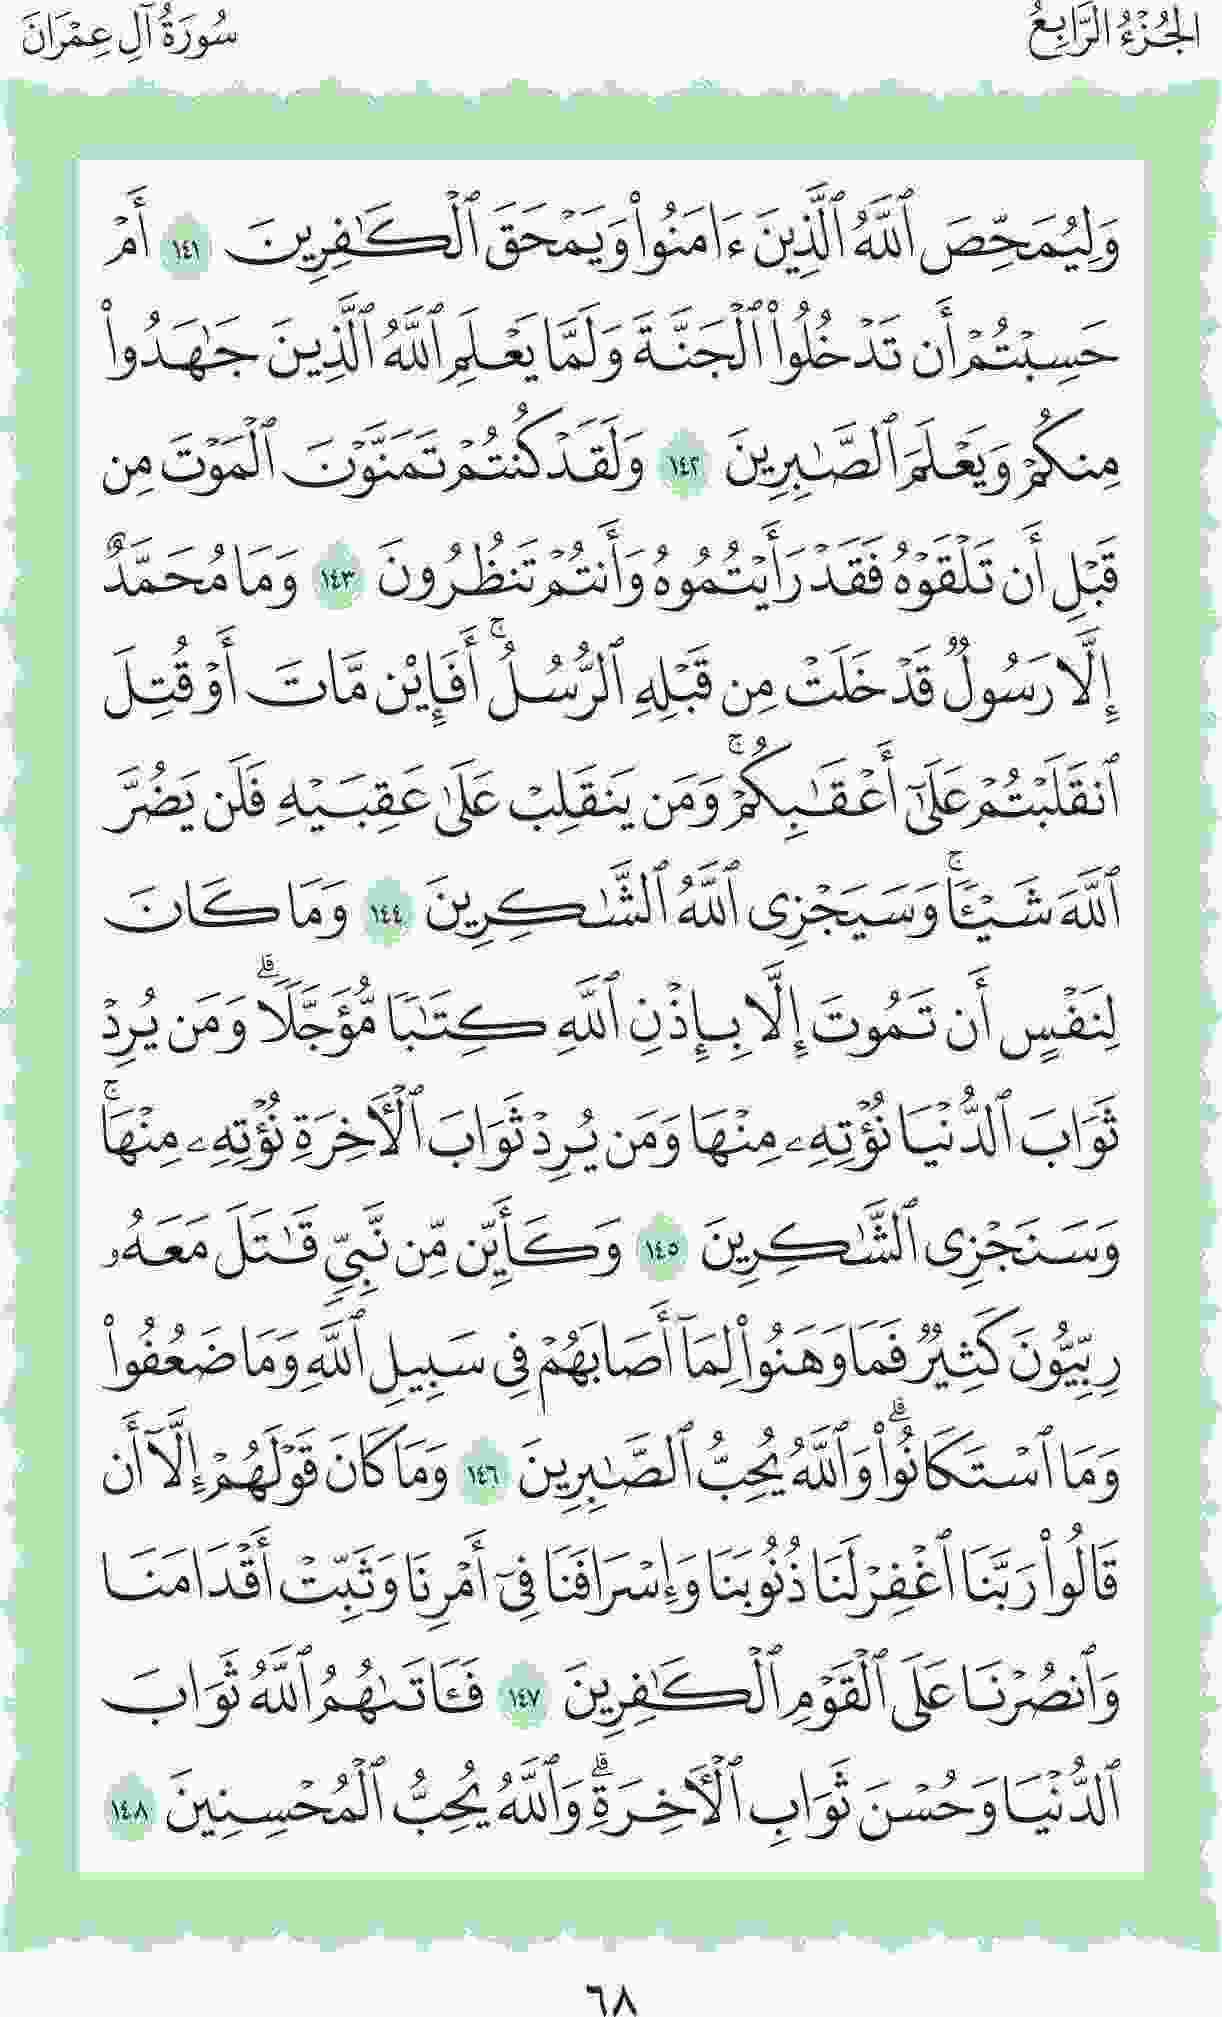 الجُزْءُ الرَّابِعُ
سُورَةُ آلِ عِمْرَانَ
وَلِيُمَحِّصَ ٱللَّهُ ٱلَّذِينَ ءَامَنُواْ وَيَمْحَقَ ٱلْكَٰفِرِينَ ١٤١ أَمْ
حَسِبْتُمْ أَن تَدْخُلُواْ ٱلْجَنَّةَ وَلَمَّا يَعْلَمِ ٱللَّهُ ٱلَّذِينَ جَٰهَدُواْ
مِنكُمْ وَيَعْلَمَ ٱلصَّٰبِرِينَ ١٤٢ وَلَقَدْ كُنتُمْ تَمَنَّوْنَ ٱلْمَوْتَ مِن
قَبْلِ أَن تَلْقَوْهُ فَقَدْ رَأَيْتُمُوهُ وَأَنتُمْ تَنظُرُونَ ١٤٣ وَمَا مُحَمَّدٌ
إِلَّا رَسُولٌ قَدْ خَلَتْ مِن قَبْلِهِ ٱلرُّسُلُ ۚ أَفَإِيْن مَّاتَ أَوْ قُتِلَ
ٱنقَلَبْتُمْ عَلَىٰٓ أَعْقَٰبِكُمْ ۚ وَمَن يَنقَلِبْ عَلَىٰ عَقِبَيْهِ فَلَن يَضُرَّ
ٱللَّهَ شَيْـًٔا ۚ وَسَيَجْزِى ٱللَّهُ ٱلشَّٰكِرِينَ ١٤٤ وَمَا كَانَ
لِنَفْسٍ أَن تَمُوتَ إِلَّا بِإِذْنِ ٱللَّهِ كِتَٰبًا مُّؤَجَّلًا ۗ وَمَن يُرِدْ
ثَوَابَ ٱلدُّنْيَا نُؤْتِهِۦ مِنْهَا وَمَن يُرِدْ ثَوَابَ ٱلْـَٔاخِرَةِ نُؤْتِهِۦ مِنْهَا ۚ
وَسَنَجْزِى ٱلشَّٰكِرِينَ ١٤٥ وَكَأَيِّن مِّن نَّبِىٍّ قَٰتَلَ مَعَهُۥ
رِبِّيُّونَ كَثِيرٌ فَمَا وَهَنُواْ لِمَآ أَصَابَهُمْ فِى سَبِيلِ ٱللَّهِ وَمَا ضَعُفُواْ
وَمَا ٱسْتَكَانُواْ ۗ وَٱللَّهُ يُحِبُّ ٱلصَّٰبِرِينَ ١٤٦ وَمَا كَانَ قَوْلَهُمْ إِلَّآ أَن
قَالُواْ رَبَّنَا ٱغْفِرْ لَنَا ذُنُوبَنَا وَإِسْرَافَنَا فِىٓ أَمْرِنَا وَثَبِّتْ أَقْدَامَنَا
وَٱنصُرْنَا عَلَى ٱلْقَوْمِ ٱلْكَٰفِرِينَ ١٤٧ فَـَٔاتَىٰهُمُ ٱللَّهُ ثَوَابَ
ٱلدُّنْيَا وَحُسْنَ ثَوَابِ ٱلْـَٔاخِرَةِ ۗ وَٱللَّهُ يُحِبُّ ٱلْمُحْسِنِينَ ١٤٨
٦٨